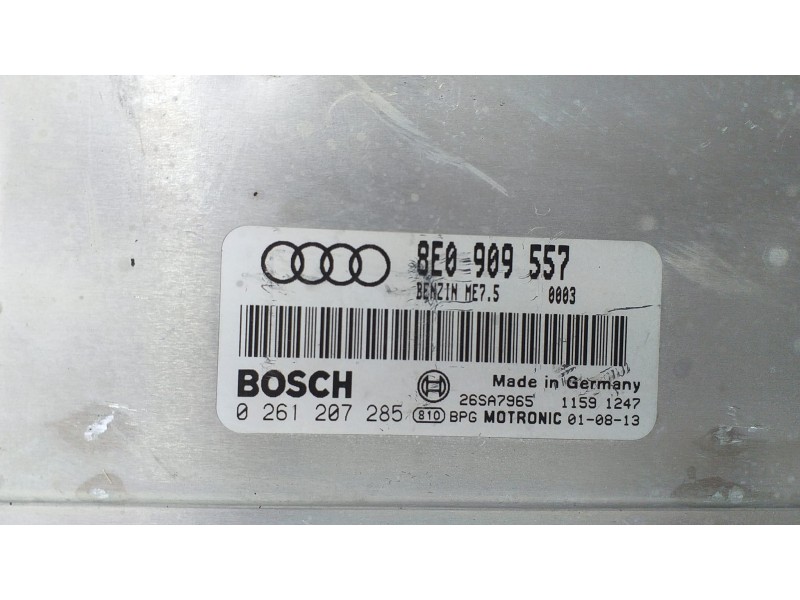 8E0 909 557
BENZIN ME7.5 0003
BOSCH Made in Germany
26SA7965 1159 1247
0 261 207 285 810 BPG MOTRONIC 01-08-13